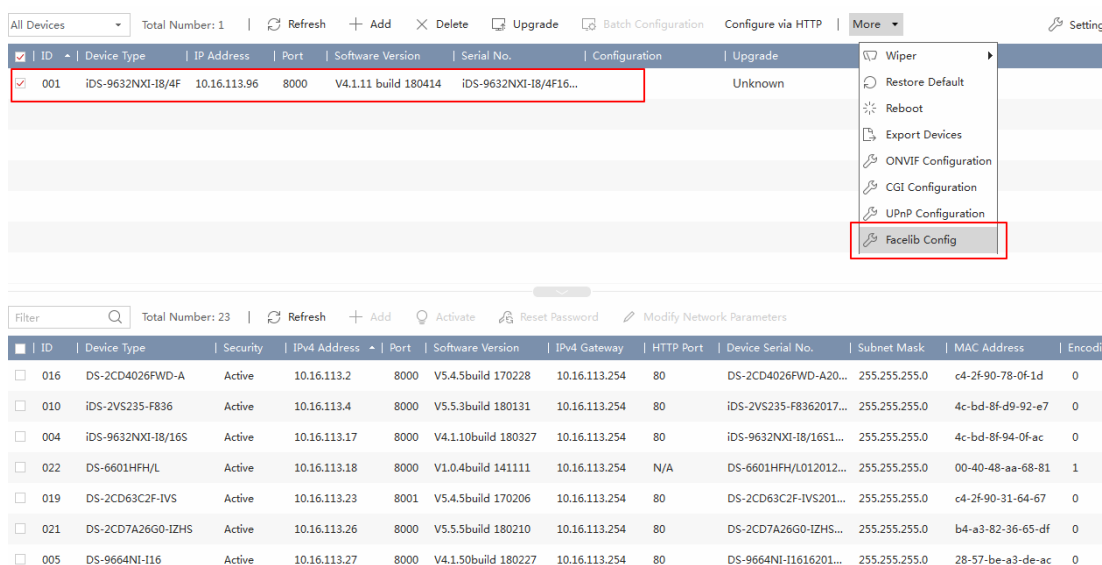 All Devices Total Number: 1 | Refresh Add Delete Upgrade Batch Configuration Configure via HTTP | More Setting
ID | Device Type | IP Address | Port | Software Version | Serial No. | Configuration | Upgrade
001 iDS-9632NXI-I8/4F 10.16.113.96 8000 V4.1.11 build 180414 iDS-9632NXI-I8/4F16... Unknown
Wiper
Restore Default
Reboot
Export Devices
ONVIF Configuration
CGI Configuration
UPnP Configuration
Facelib Config
Filter Total Number: 23 | Refresh Add Activate Reset Password Modify Network Parameters
ID | Device Type | Security | IPv4 Address | Port | Software Version | IPv4 Gateway | HTTP Port | Device Serial No. | Subnet Mask | MAC Address | Encodi
016 DS-2CD4026FWD-A Active 10.16.113.2 8000 V5.4.5build 170228 10.16.113.254 80 DS-2CD4026FWD-A20... 255.255.255.0 c4-2f-90-78-0f-1d 0
010 iDS-2VS235-F836 Active 10.16.113.4 8000 V5.5.3build 180131 10.16.113.254 80 iDS-2VS235-F8362017... 255.255.255.0 4c-bd-8f-d9-92-e7 0
004 iDS-9632NXI-I8/16S Active 10.16.113.17 8000 V4.1.10build 180327 10.16.113.254 80 iDS-9632NXI-I8/16S1... 255.255.255.0 4c-bd-8f-94-0f-ac 0
022 DS-6601HFH/L Active 10.16.113.18 8000 V1.0.4build 141111 10.16.113.254 N/A DS-6601HFH/L012012... 255.255.255.0 00-40-48-aa-68-81 1
019 DS-2CD63C2F-IVS Active 10.16.113.23 8001 V5.4.5build 170206 10.16.113.254 80 DS-2CD63C2F-IVS201... 255.255.255.0 c4-2f-90-31-64-67 0
021 DS-2CD7A26G0-IZHS Active 10.16.113.26 8000 V5.5.5build 180210 10.16.113.254 80 DS-2CD7A26G0-IZHS... 255.255.255.0 b4-a3-82-36-65-df 0
005 DS-9664NI-I16 Active 10.16.113.27 8000 V4.1.50build 180227 10.16.113.254 80 DS-9664NI-I1616201... 255.255.255.0 28-57-be-a3-de-ac 0